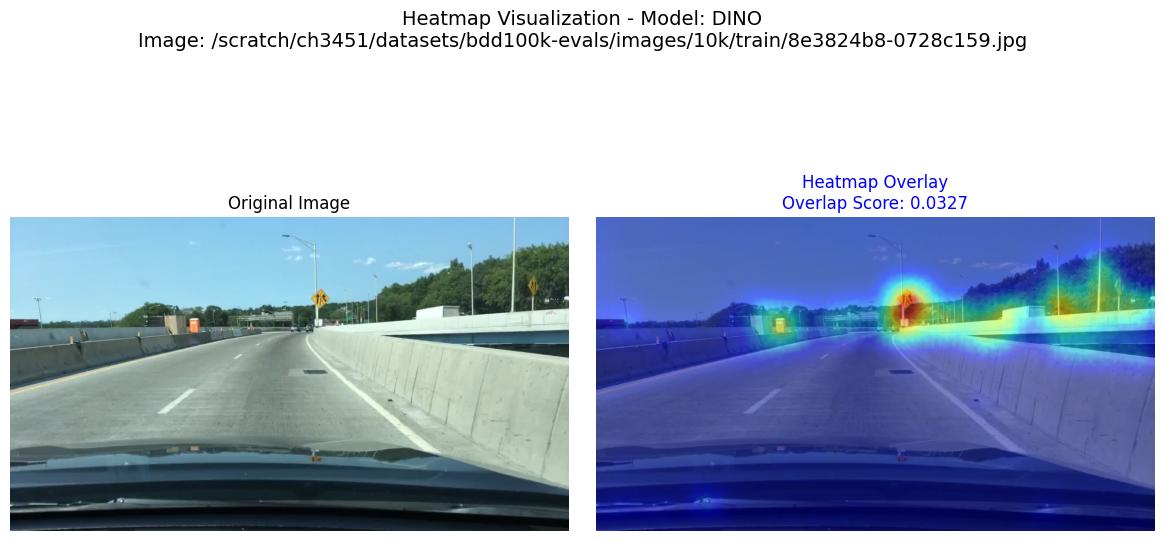 Heatmap Visualization - Model: DINO
Image: /scratch/ch3451/datasets/bdd100k-evals/images/10k/train/8e3824b8-0728c159.jpg
Original Image
Heatmap Overlay
Overlap Score: 0.0327